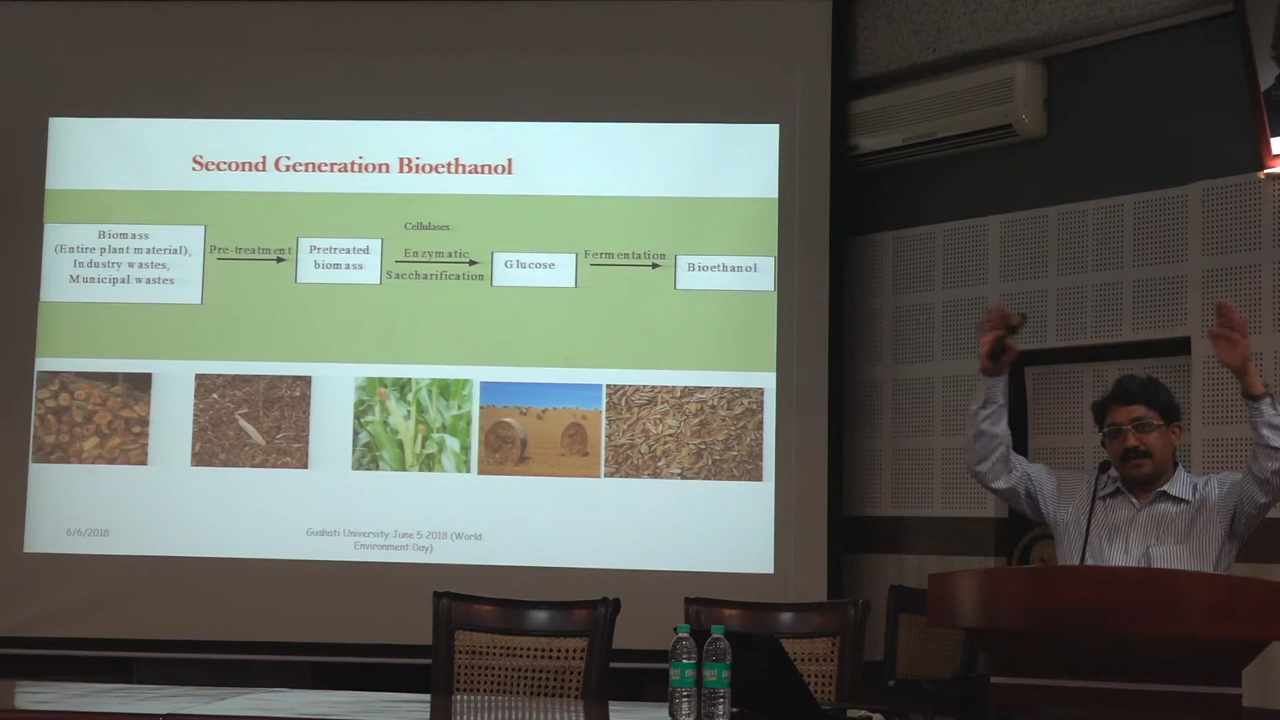 Second Generation Bioethanol
Biomass
(Entire plant material),
Industry wastes,
Municipal wastes
Pre-treatment
Pretreated
biomass
Cellulases
Enzymatic
Saccharification
Glucose
Fermentation
Bioethanol
6/6/2018
Guahati University June 5 2018 (World
Environment Day)